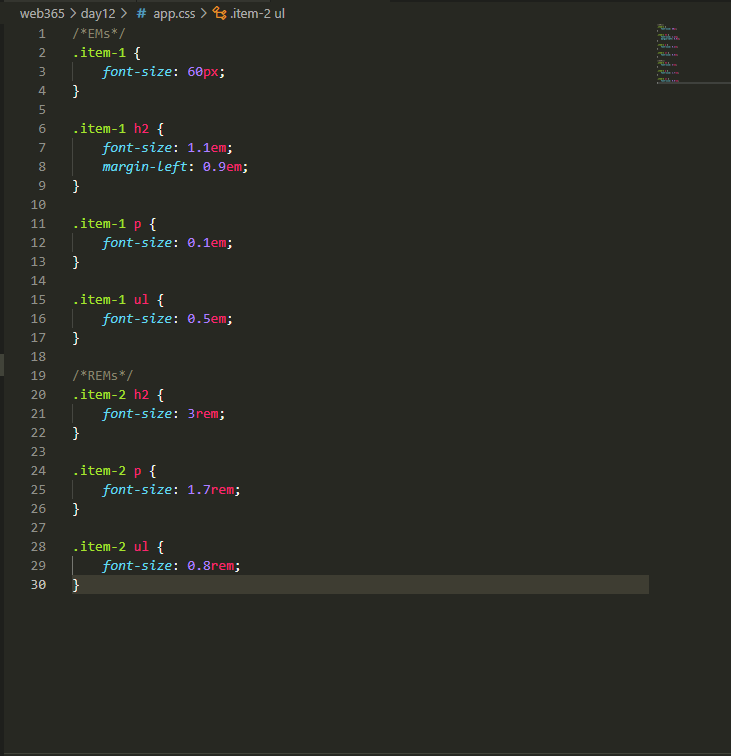 web365 > day12 > # app.css > .item-2 ul
1 /*EMs*/
2 .item-1 {
3     font-size: 60px;
4 }
5
6 .item-1 h2 {
7     font-size: 1.1em;
8     margin-left: 0.9em;
9 }
10
11 .item-1 p {
12     font-size: 0.1em;
13 }
14
15 .item-1 ul {
16     font-size: 0.5em;
17 }
18
19 /*REMs*/
20 .item-2 h2 {
21     font-size: 3rem;
22 }
23
24 .item-2 p {
25     font-size: 1.7rem;
26 }
27
28 .item-2 ul {
29     font-size: 0.8rem;
30 }